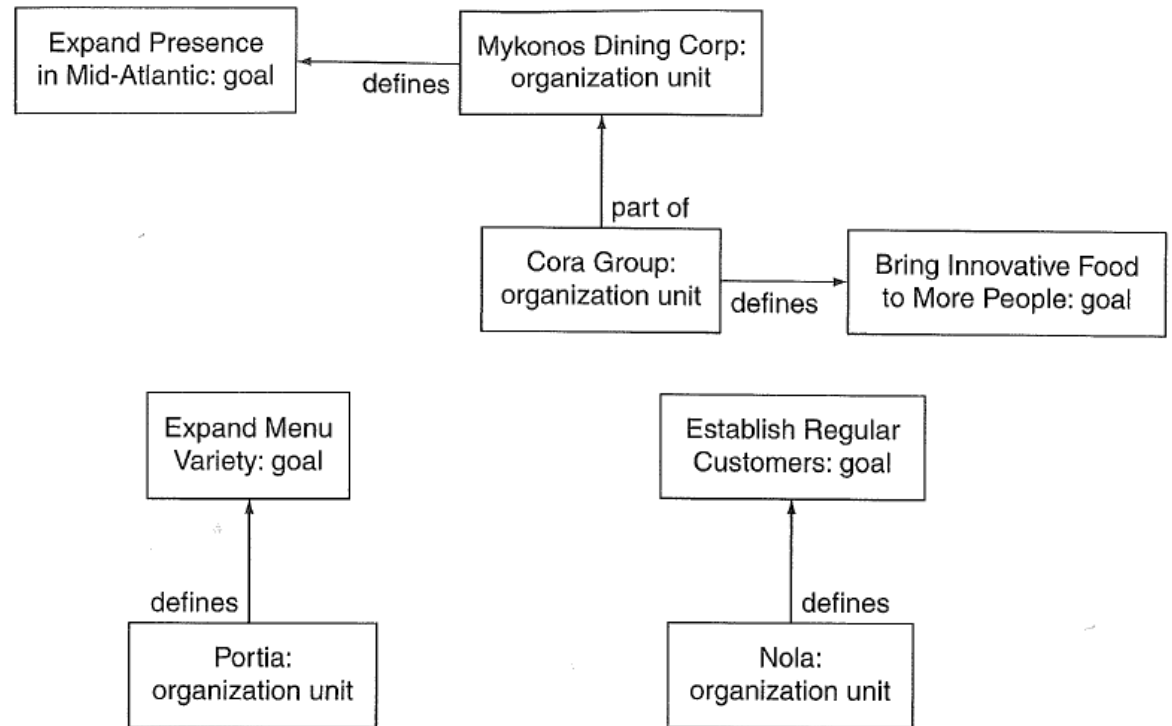 Expand Presence
in Mid-Atlantic: goal
defines
Mykonos Dining Corp:
organization unit
part of
Cora Group:
organization unit
defines
Bring Innovative Food
to More People: goal
Expand Menu
Variety: goal
defines
Portia:
organization unit
Establish Regular
Customers: goal
defines
Nola:
organization unit